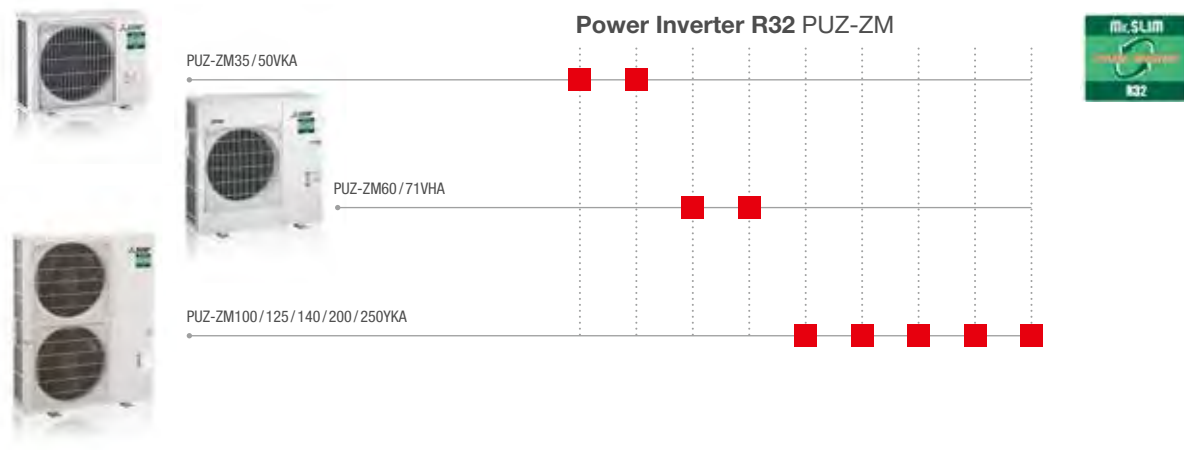 Power Inverter R32 PUZ-ZM
Mr.SLIM
R32
PUZ-ZM35/50VKA
PUZ-ZM60/71VHA
PUZ-ZM100/125/140/200/250YKA